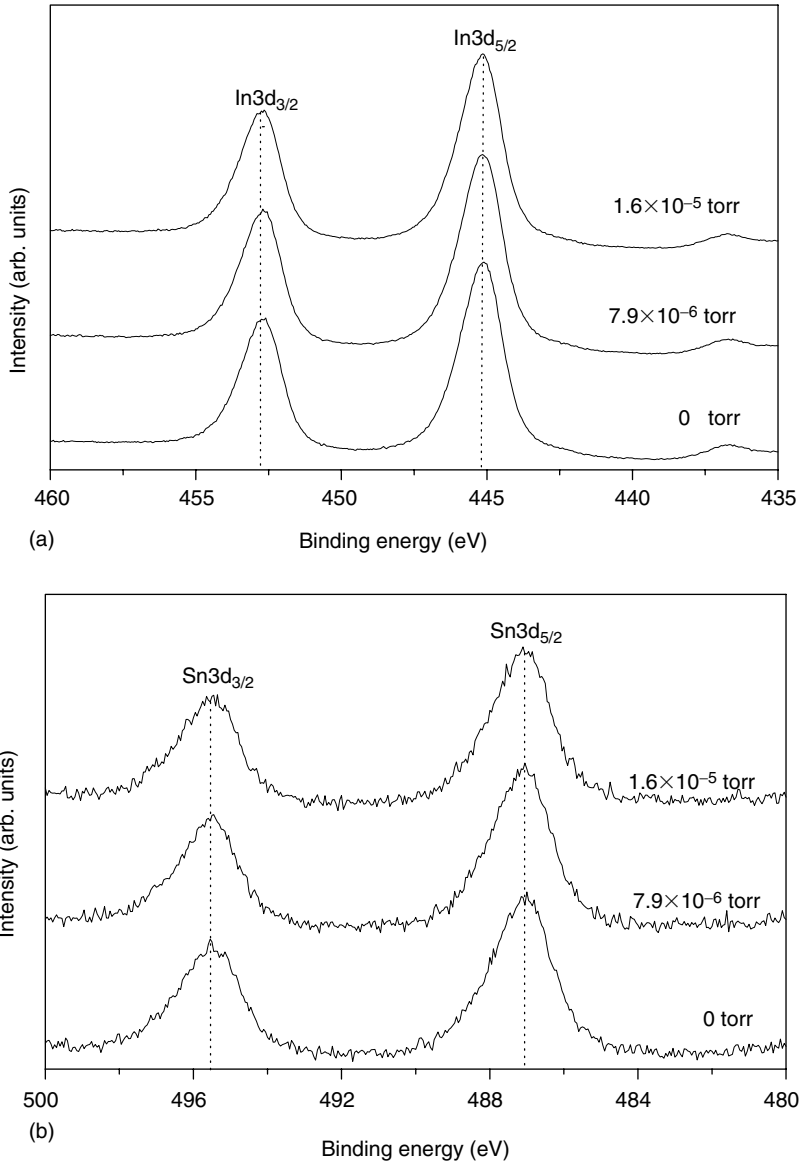 In3d5/2
In3d3/2
1.6×10–5 torr
7.9×10–6 torr
0 torr
Intensity (arb. units)
460 455 450 445 440 435
Binding energy (eV)
(a)
Sn3d5/2
Sn3d3/2
1.6×10–5 torr
7.9×10–6 torr
0 torr
Intensity (arb. units)
500 496 492 488 484 480
Binding energy (eV)
(b)